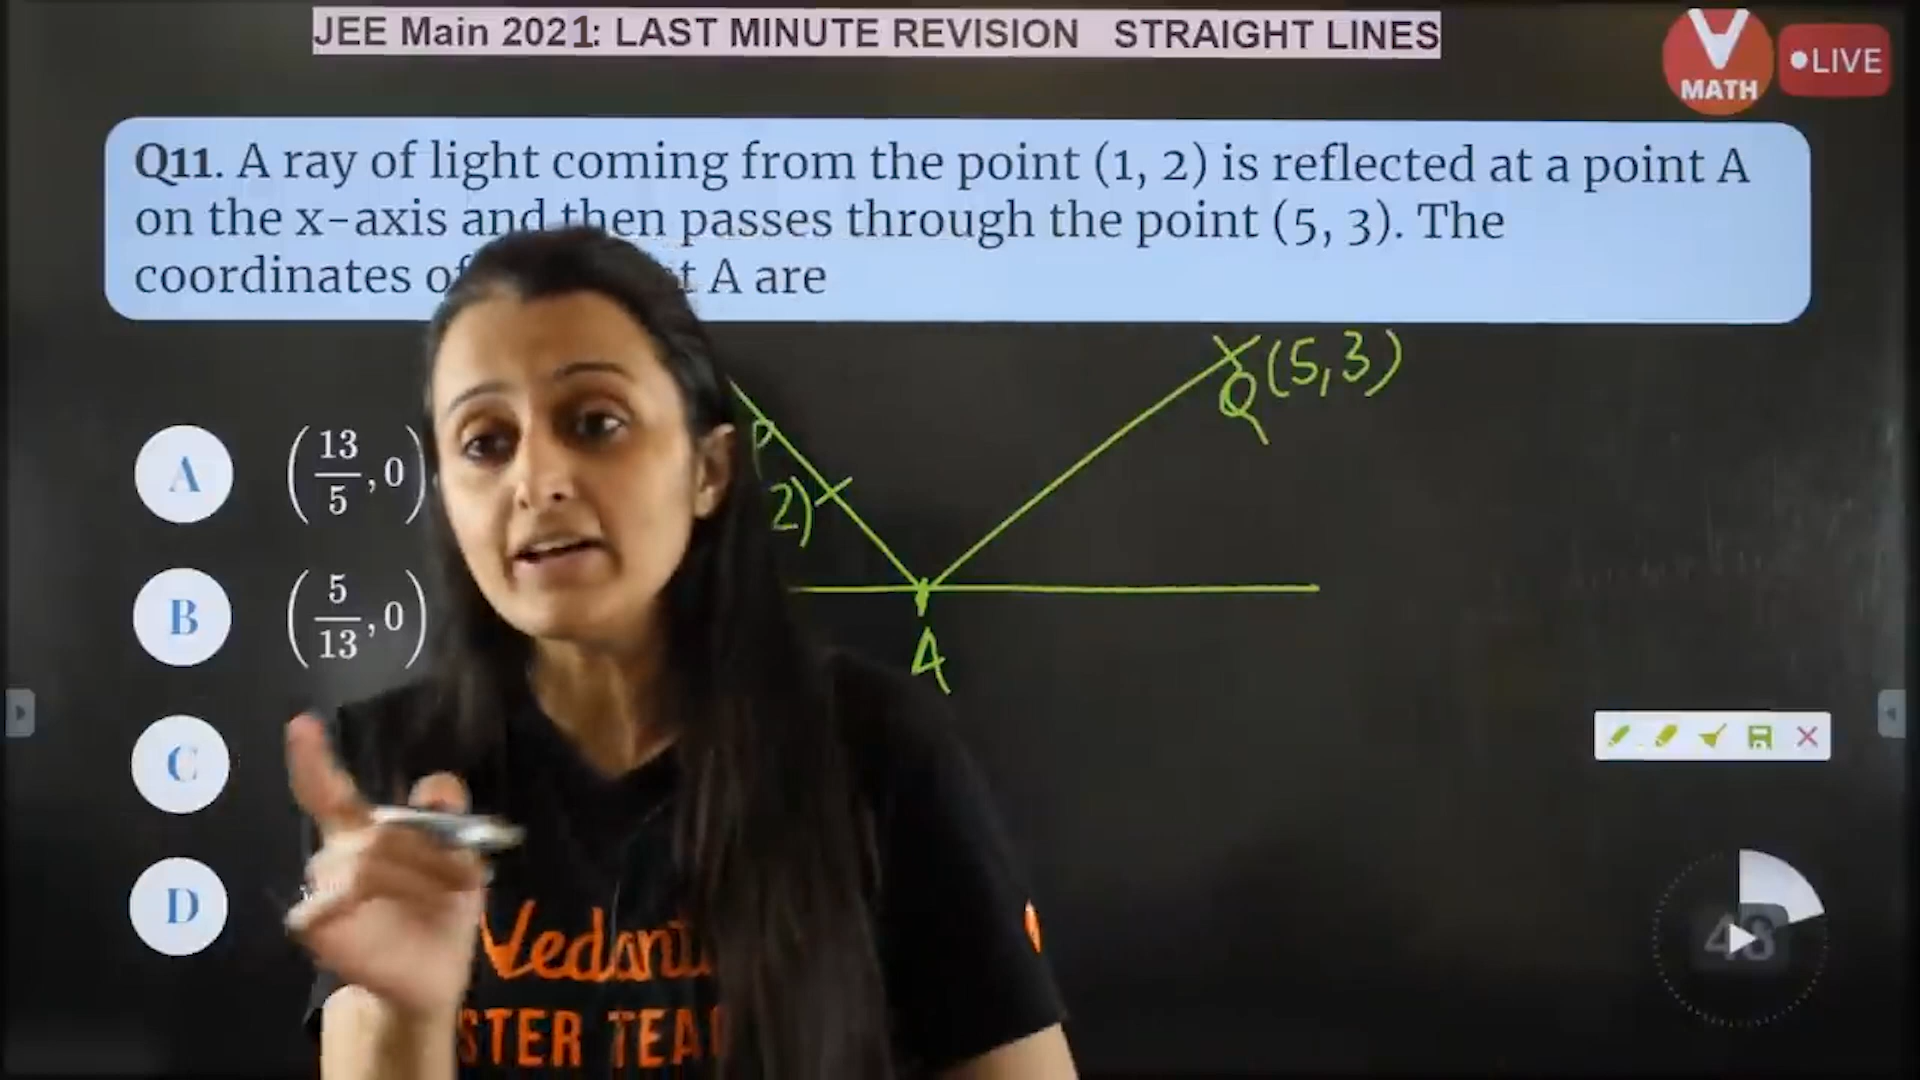 JEE Main 2021: LAST MINUTE REVISION STRAIGHT LINES
V
MATH
LIVE
Q11. A ray of light coming from the point (1, 2) is reflected at a point A
on the x-axis and then passes through the point (5, 3). The
coordinates of A are
Q(5,3)
P
2)
A
A (13/5, 0)
B (5/13, 0)
C
D
48
Vedant
STER TEA